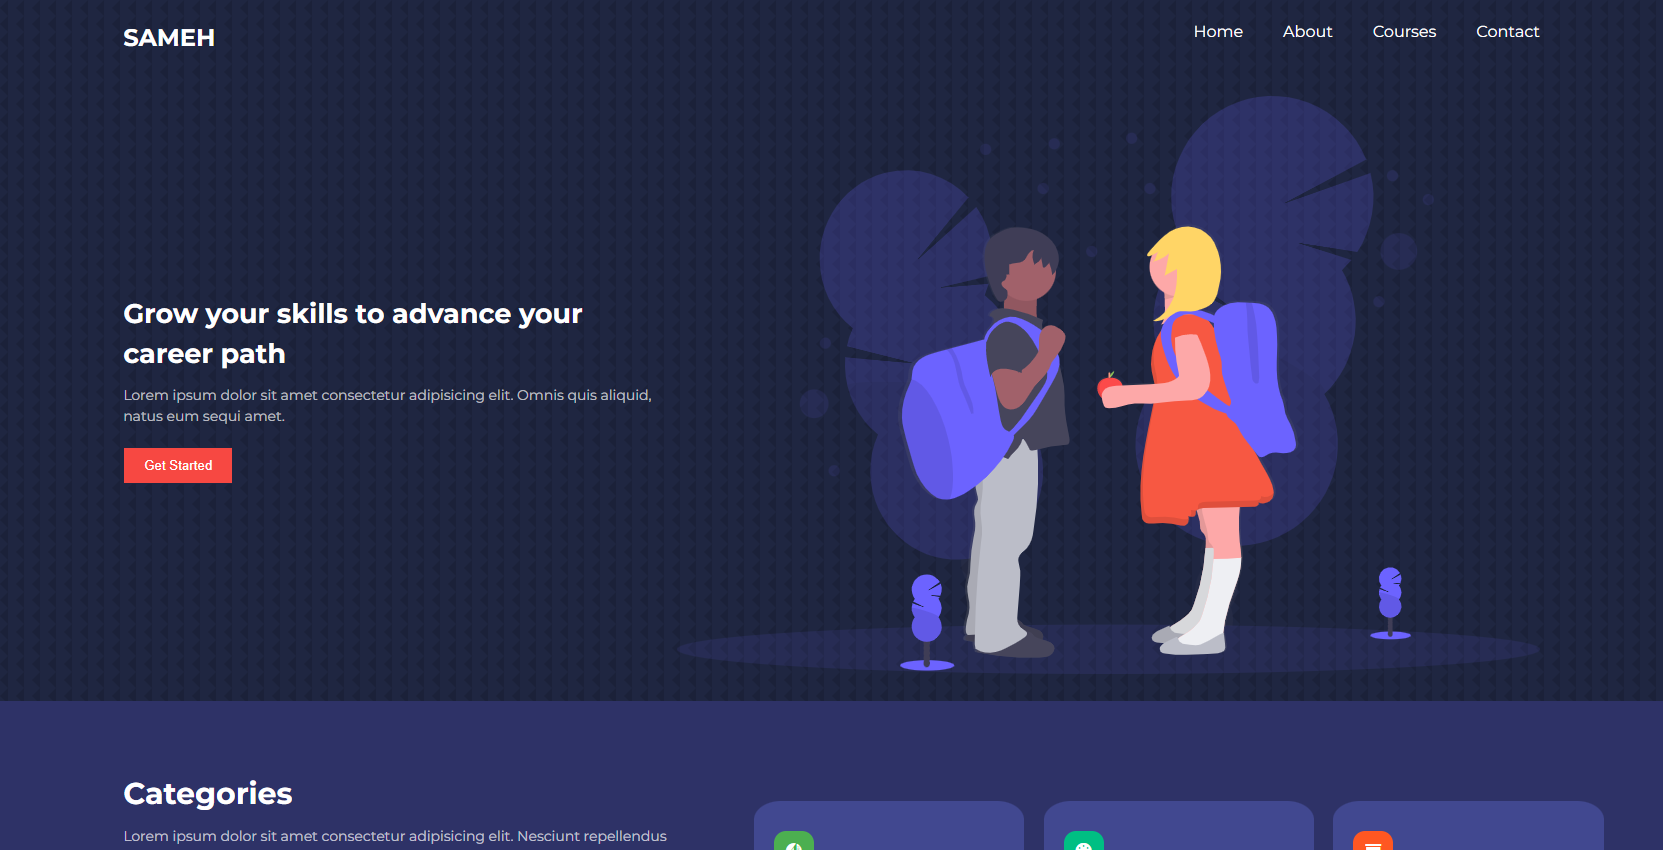 SAMEH
Home
About
Courses
Contact
Grow your skills to advance your
career path
Lorem ipsum dolor sit amet consectetur adipisicing elit. Omnis quis aliquid,
natus eum sequi amet.
Get Started
Categories
Lorem ipsum dolor sit amet consectetur adipisicing elit. Nesciunt repellendus